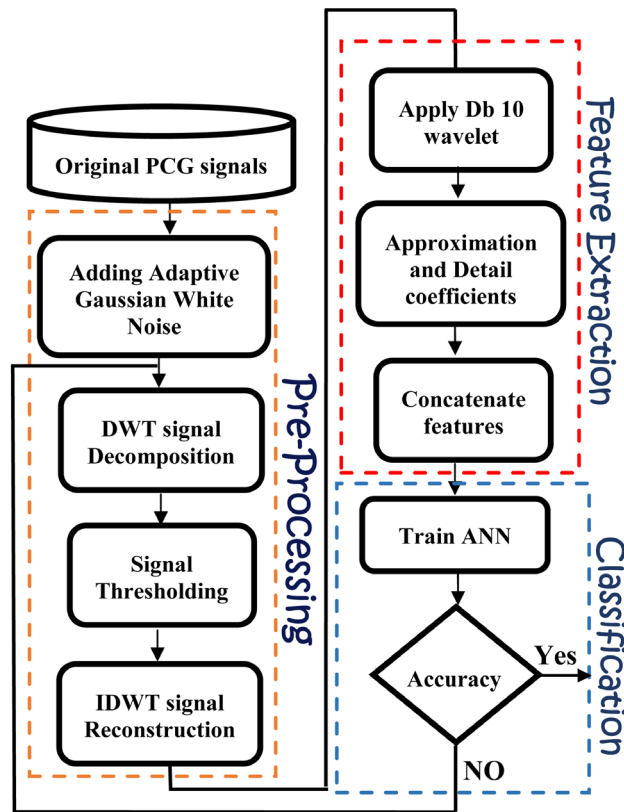 Original PCG signals
Adding Adaptive
Gaussian White
Noise
DWT signal
Decomposition
Signal
Thresholding
IDWT signal
Reconstruction
Pre-Processing
Apply Db 10
wavelet
Approximation
and Detail
coefficients
Concatenate
features
Feature Extraction
Train ANN
Accuracy
Yes
NO
Classification